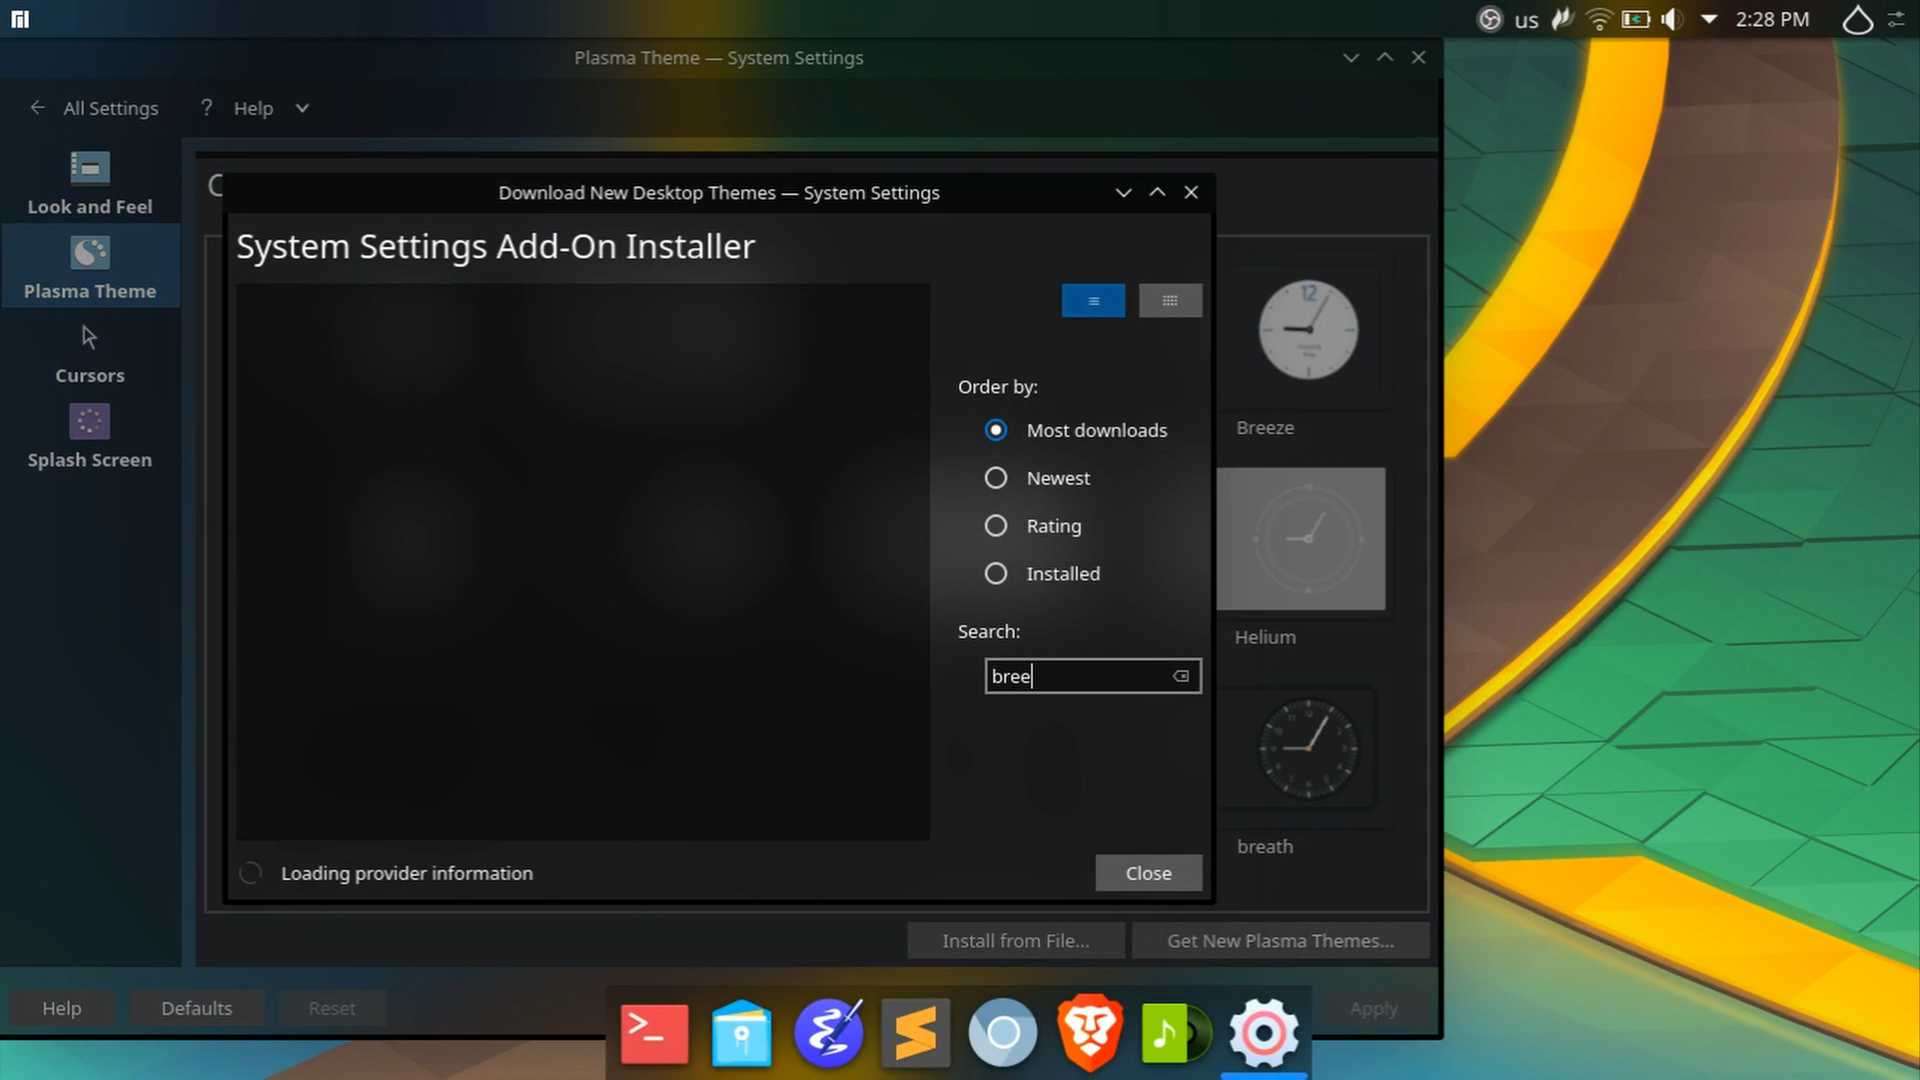 us
2:28 PM
Plasma Theme — System Settings
All Settings
? Help
Look and Feel
Plasma Theme
Cursors
Splash Screen
Download New Desktop Themes — System Settings
System Settings Add-On Installer
Order by:
Most downloads
Newest
Rating
Installed
Search:
bree
Loading provider information
Close
12
Breeze
Helium
breath
Install from File...
Get New Plasma Themes...
Help
Defaults
Reset
Apply